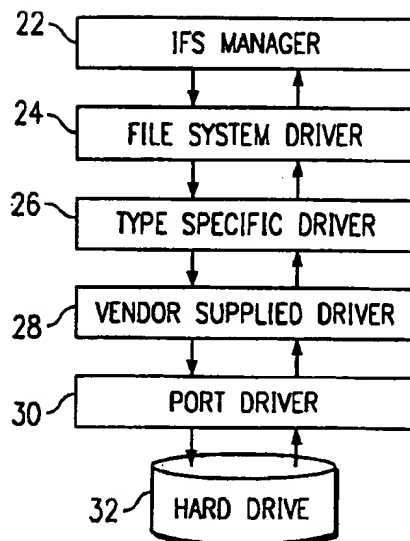 22
IFS MANAGER
24
FILE SYSTEM DRIVER
26
TYPE SPECIFIC DRIVER
28
VENDOR SUPPLIED DRIVER
30
PORT DRIVER
32
HARD DRIVE